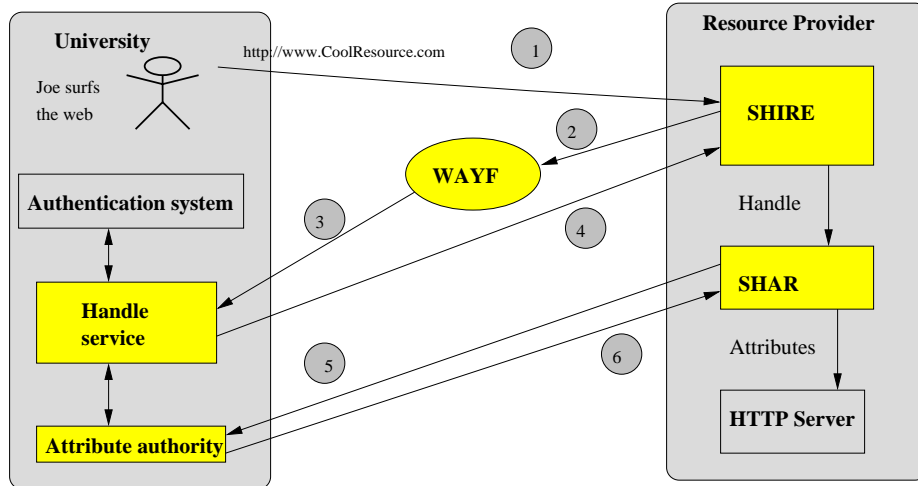 University
Resource Provider
http://www.CoolResource.com
1
Joe surfs
the web
SHIRE
2
WAYF
Authentication system
3
4
Handle
Handle
service
SHAR
5
6
Attributes
Attribute authority
HTTP Server